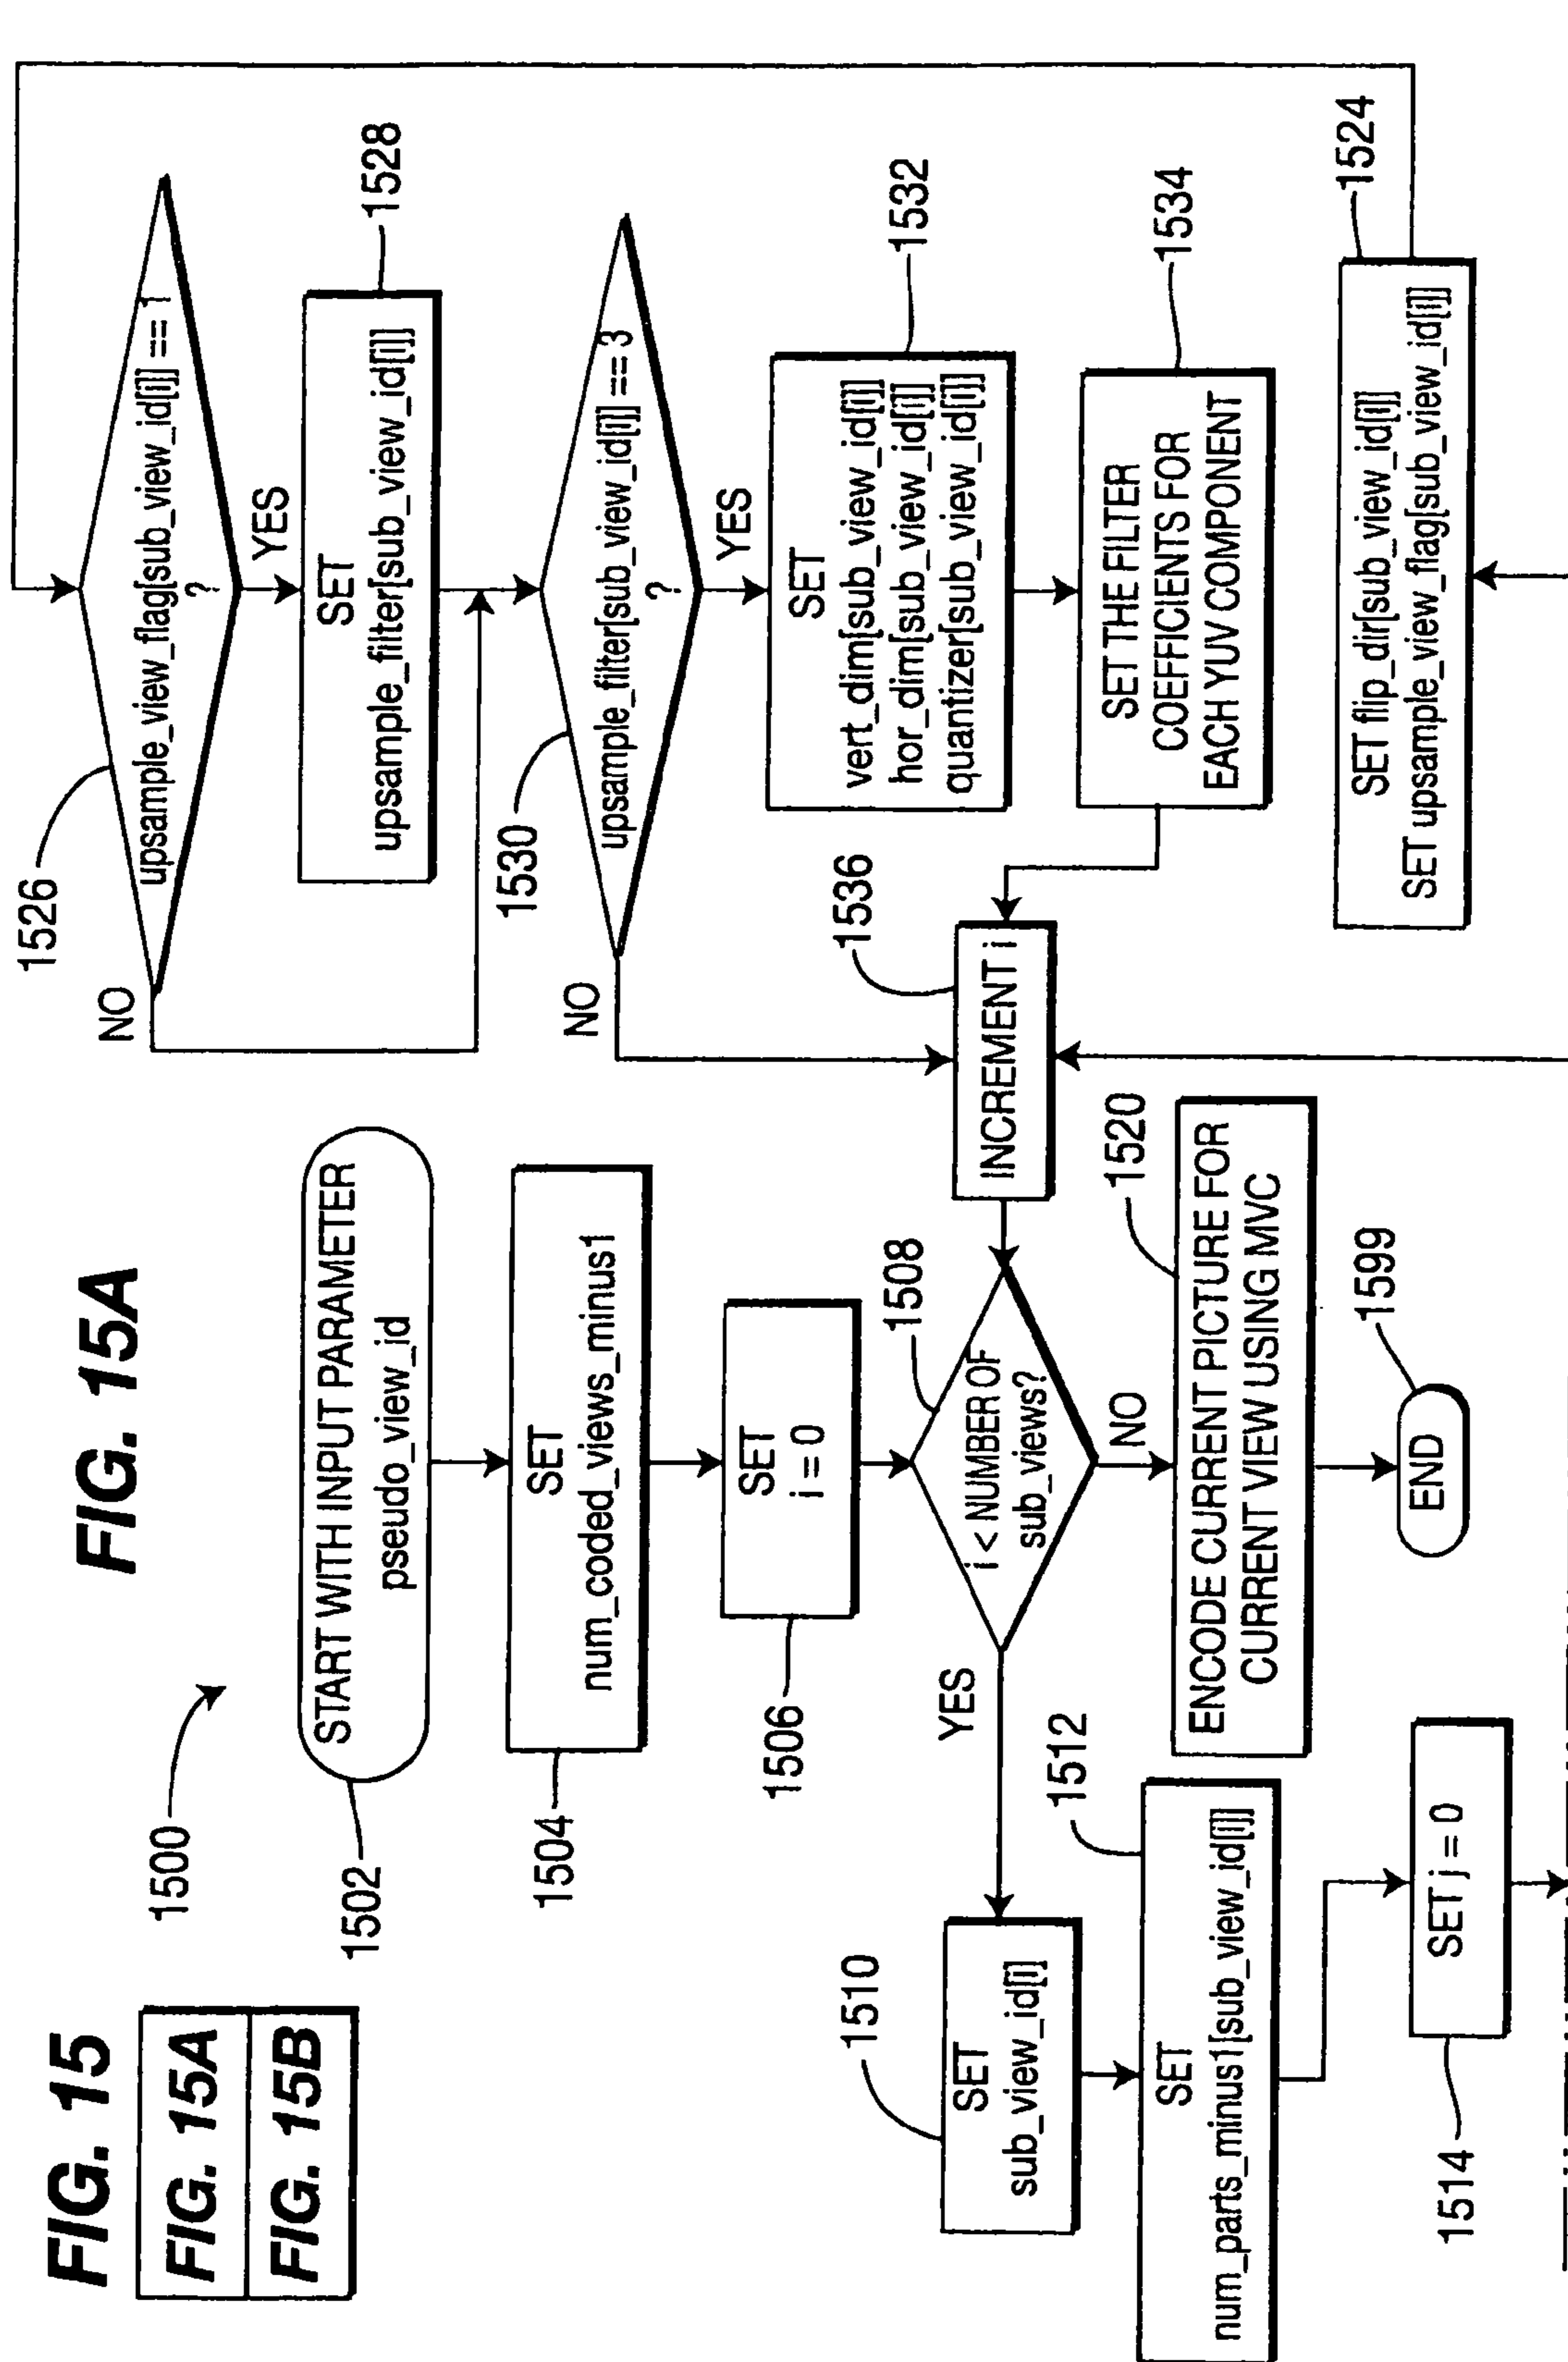 FIG. 15
FIG. 15A
FIG. 15B
FIG. 15A
1500
1502
START WITH INPUT PARAMETER
pseudo_view_id
1504
SET
num_coded_views_minus1
1506
SET
i = 0
1508
i < NUMBER OF
sub_views?
YES
NO
1510
SET
sub_view_id[i]
1512
SET
num_parts_minus1[sub_view_id[i]]
1514
SET j = 0
1520
ENCODE CURRENT PICTURE FOR
CURRENT VIEW USING MVC
1599
END
1526
upsample_view_flag[sub_view_id[i]] == 1
?
NO
YES
1528
SET
upsample_filter[sub_view_id[i]]
1530
upsample_filter[sub_view_id[i]] == 3
?
NO
YES
1532
SET
vert_dim[sub_view_id[i]]
hor_dim[sub_view_id[i]]
quantizer[sub_view_id[i]]
1534
SET THE FILTER
COEFFICIENTS FOR
EACH YUV COMPONENT
1536
INCREMENT i
1524
SET flip_dir[sub_view_id[i]]
SET upsample_view_flag[sub_view_id[i]]